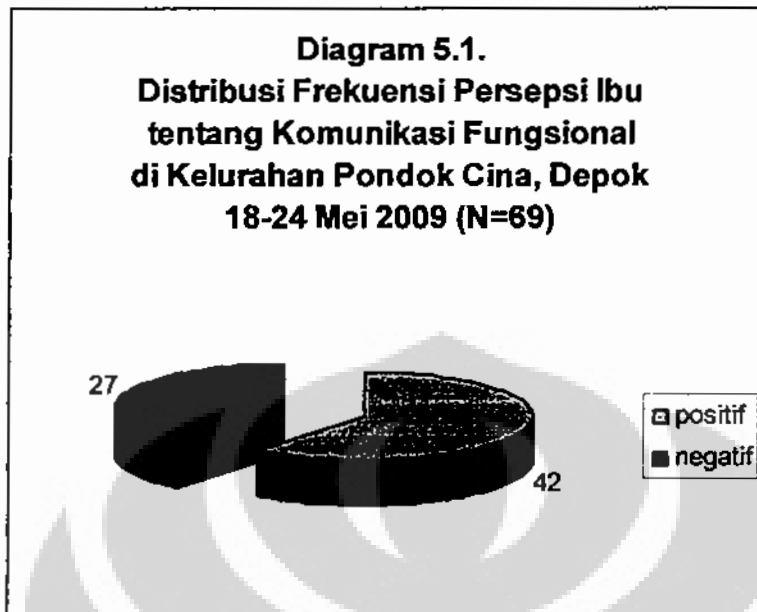 Diagram 5.1.
Distribusi Frekuensi Persepsi Ibu
tentang Komunikasi Fungsional
di Kelurahan Pondok Cina, Depok
18-24 Mei 2009 (N=69)
27
42
positif
negatif